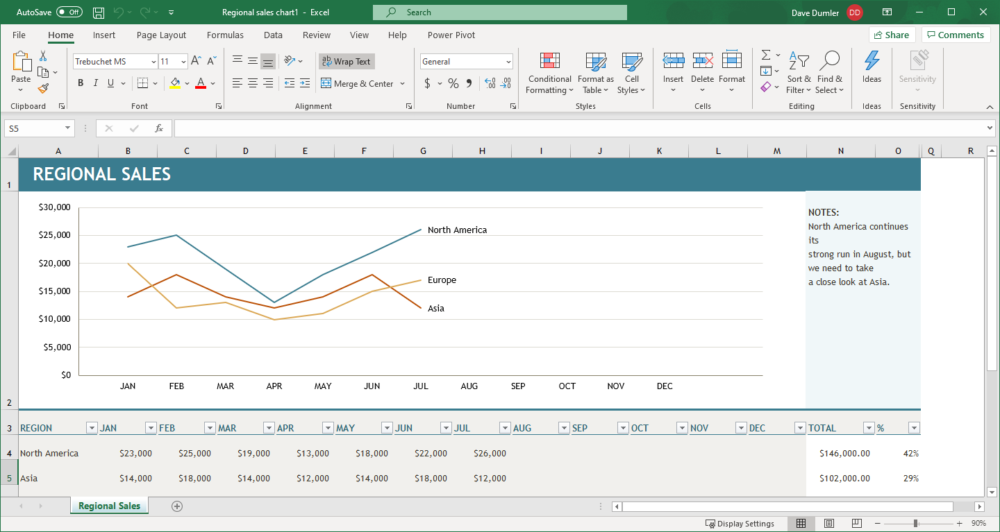 AutoSave Off Regional sales chart1 - Excel Search Dave Dumler DD
File Home Insert Page Layout Formulas Data Review View Help Power Pivot Share Comments
Paste
Clipboard
Trebuchet MS 11 A A
B I U A
Font
ab Wrap Text
Merge & Center
Alignment
General
$ % , .00 .00
Number
Conditional Formatting
Format as Table
Cell Styles
Styles
Insert Delete Format
Cells
Sort & Filter
Find & Select
Editing
Ideas
Ideas
Sensitivity
Sensitivity
S5 fx
A B C D E F G H I J K L M N O Q R
1 REGIONAL SALES
$30,000
$25,000
$20,000
$15,000
$10,000
$5,000
$0
North America
Europe
Asia
JAN FEB MAR APR MAY JUN JUL AUG SEP OCT NOV DEC
NOTES:
North America continues
its
strong run in August, but
we need to take
a close look at Asia.
2
3 REGION JAN FEB MAR APR MAY JUN JUL AUG SEP OCT NOV DEC TOTAL %
4 North America $23,000 $25,000 $19,000 $13,000 $18,000 $22,000 $26,000 $146,000.00 42%
5 Asia $14,000 $18,000 $14,000 $12,000 $14,000 $18,000 $12,000 $102,000.00 29%
Regional Sales
Display Settings 90%